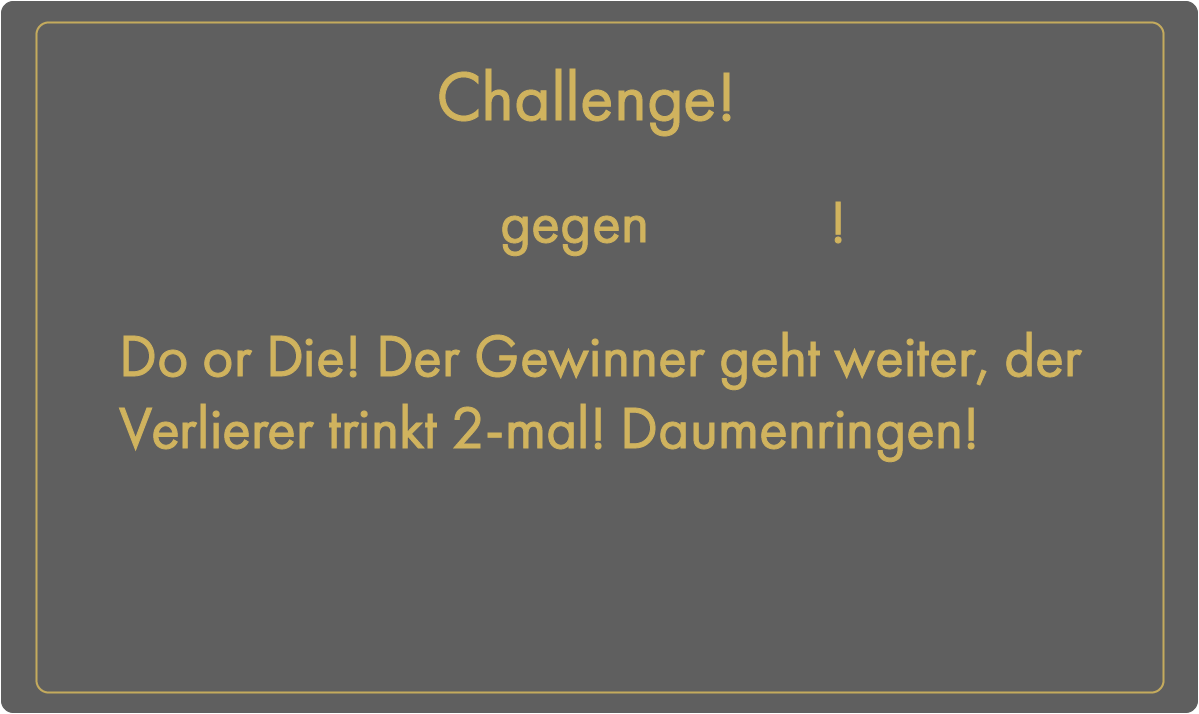 Challenge!
gegen !
Do or Die! Der Gewinner geht weiter, der
Verlierer trinkt 2-mal! Daumenringen!